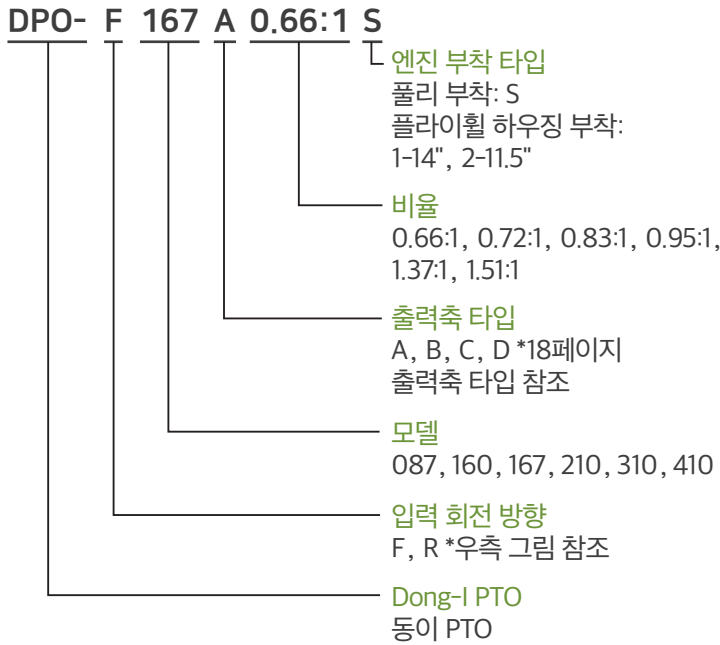 DPO- F 167 A 0.66:1 S
엔진 부착 타입
풀리 부착: S
플라이휠 하우징 부착:
1-14", 2-11.5"
비율
0.66:1, 0.72:1, 0.83:1, 0.95:1,
1.37:1, 1.51:1
출력축 타입
A, B, C, D *18페이지
출력축 타입 참조
모델
087, 160, 167, 210, 310, 410
입력 회전 방향
F, R *우측 그림 참조
Dong-I PTO
동이 PTO